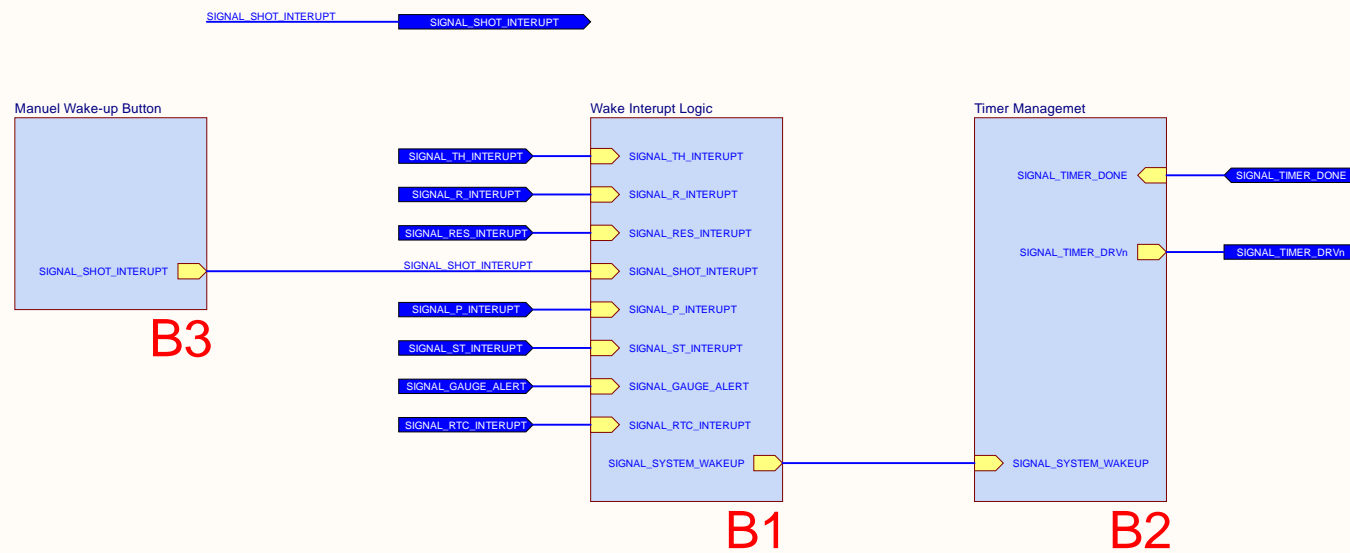 SIGNAL_SHOT_INTERUPT SIGNAL_SHOT_INTERUPT
Manuel Wake-up Button Wake Interupt Logic Timer Managemet
SIGNAL_TH_INTERUPT SIGNAL_TH_INTERUPT
SIGNAL_TIMER_DONE SIGNAL_TIMER_DONE
SIGNAL_R_INTERUPT SIGNAL_R_INTERUPT
SIGNAL_RES_INTERUPT SIGNAL_RES_INTERUPT
SIGNAL_TIMER_DRVn SIGNAL_TIMER_DRVn
SIGNAL_SHOT_INTERUPT SIGNAL_SHOT_INTERUPT SIGNAL_SHOT_INTERUPT
SIGNAL_P_INTERUPT SIGNAL_P_INTERUPT
B3
SIGNAL_ST_INTERUPT SIGNAL_ST_INTERUPT
SIGNAL_GAUGE_ALERT SIGNAL_GAUGE_ALERT
SIGNAL_RTC_INTERUPT SIGNAL_RTC_INTERUPT
SIGNAL_SYSTEM_WAKEUP SIGNAL_SYSTEM_WAKEUP
B1 B2